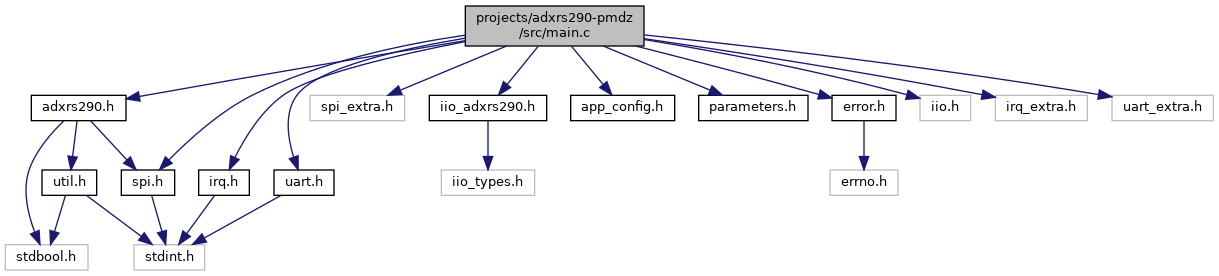 projects/adxrs290-pmdz
/src/main.c
adxrs290.h
spi_extra.h
iio_adxrs290.h
app_config.h
parameters.h
error.h
iio.h
irq_extra.h
uart_extra.h
util.h
spi.h
irq.h
uart.h
iio_types.h
errno.h
stdbool.h
stdint.h